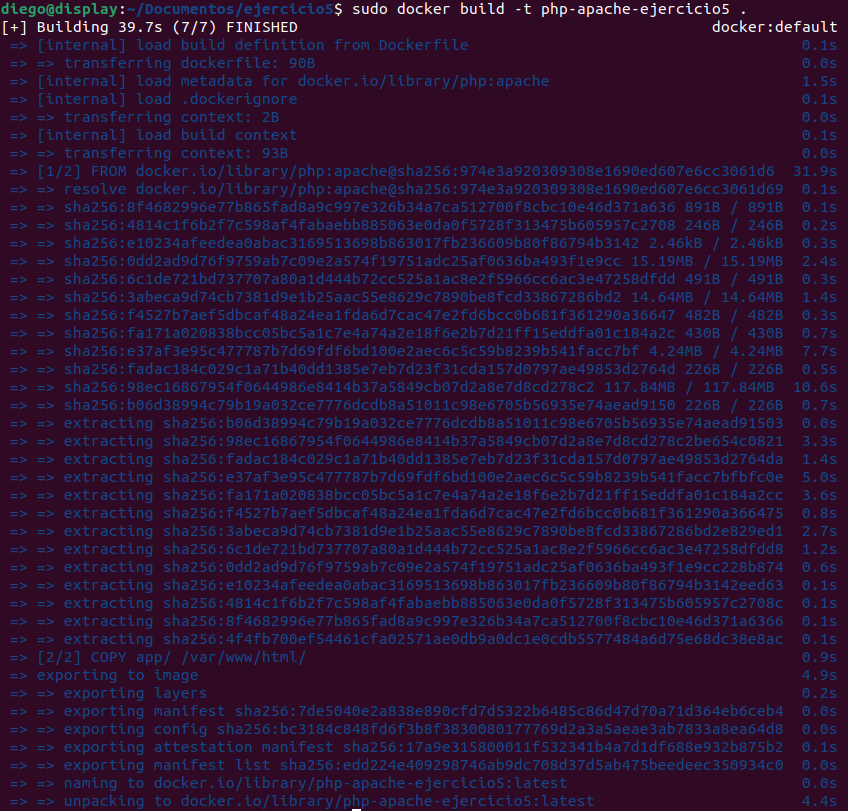 diego@display:~/Documentos/ejercicio5$ sudo docker build -t php-apache-ejercicio5 .
[+] Building 39.7s (7/7) FINISHED docker:default
=> [internal] load build definition from Dockerfile 0.1s
=> => transferring dockerfile: 90B 0.0s
=> [internal] load metadata for docker.io/library/php:apache 1.5s
=> [internal] load .dockerignore 0.1s
=> => transferring context: 2B 0.0s
=> [internal] load build context 0.1s
=> => transferring context: 93B 0.0s
=> [1/2] FROM docker.io/library/php:apache@sha256:974e3a920309308e1690ed607e6cc3061d6 31.9s
=> => resolve docker.io/library/php:apache@sha256:974e3a920309308e1690ed607e6cc3061d69 0.1s
=> => sha256:8f4682996e77b865fad8a9c997e326b34a7ca512700f8cbc10e46d371a636 891B / 891B 0.1s
=> => sha256:4814c1f6b2f7c598af4fabaebb885063e0da0f5728f313475b605957c2708 246B / 246B 0.2s
=> => sha256:e10234afeedea0abac3169513698b863017fb236609b80f86794b3142 2.46kB / 2.46kB 0.3s
=> => sha256:0dd2ad9d76f9759ab7c09e2a574f19751adc25af0636ba493f1e9cc 15.19MB / 15.19MB 2.4s
=> => sha256:6c1de721bd737707a80a1d444b72cc525a1ac8e2f5966cc6ac3e47258dfdd 491B / 491B 0.3s
=> => sha256:3abeca9d74cb7381d9e1b25aac55e8629c7890be8fcd33867286bd2 14.64MB / 14.64MB 1.4s
=> => sha256:f4527b7aef5dbcaf48a24ea1fda6d7cac47e2fd6bcc0b681f361290a36647 482B / 482B 0.3s
=> => sha256:fa171a020838bcc05bc5a1c7e4a74a2e18f6e2b7d21ff15eddfa01c184a2c 430B / 430B 0.7s
=> => sha256:e37af3e95c477787b7d69fdf6bd100e2aec6c5c59b8239b541facc7bf 4.24MB / 4.24MB 7.7s
=> => sha256:fadac184c029c1a71b40dd1385e7eb7d23f31cda157d0797ae49853d2764d 226B / 226B 0.5s
=> => sha256:98ec16867954f0644986e8414b37a5849cb07d2a8e7d8cd278c2 117.84MB / 117.84MB 10.6s
=> => sha256:b06d38994c79b19a032ce7776dcdb8a51011c98e6705b56935e74aead9150 226B / 226B 0.7s
=> => extracting sha256:b06d38994c79b19a032ce7776dcdb8a51011c98e6705b56935e74aead91503 0.0s
=> => extracting sha256:98ec16867954f0644986e8414b37a5849cb07d2a8e7d8cd278c2be654c0821 3.3s
=> => extracting sha256:fadac184c029c1a71b40dd1385e7eb7d23f31cda157d0797ae49853d2764da 1.4s
=> => extracting sha256:e37af3e95c477787b7d69fdf6bd100e2aec6c5c59b8239b541facc7bfbfc0e 5.0s
=> => extracting sha256:fa171a020838bcc05bc5a1c7e4a74a2e18f6e2b7d21ff15eddfa01c184a2cc 3.6s
=> => extracting sha256:f4527b7aef5dbcaf48a24ea1fda6d7cac47e2fd6bcc0b681f361290a366475 0.8s
=> => extracting sha256:3abeca9d74cb7381d9e1b25aac55e8629c7890be8fcd33867286bd2e829ed1 2.7s
=> => extracting sha256:6c1de721bd737707a80a1d444b72cc525a1ac8e2f5966cc6ac3e47258dfdd8 1.2s
=> => extracting sha256:0dd2ad9d76f9759ab7c09e2a574f19751adc25af0636ba493f1e9cc228b874 0.6s
=> => extracting sha256:e10234afeedea0abac3169513698b863017fb236609b80f86794b3142eed63 0.1s
=> => extracting sha256:4814c1f6b2f7c598af4fabaebb885063e0da0f5728f313475b605957c2708c 0.1s
=> => extracting sha256:8f4682996e77b865fad8a9c997e326b34a7ca512700f8cbc10e46d371a6366 0.1s
=> => extracting sha256:4f4fb700ef54461cfa02571ae0db9a0dc1e0cdb5577484a6d75e68dc38e8ac 0.1s
=> [2/2] COPY app/ /var/www/html/ 0.9s
=> exporting to image 4.9s
=> => exporting layers 0.2s
=> => exporting manifest sha256:7de5040e2a838e890cfd7d5322b6485c86d47d70a71d364eb6ceb4 0.0s
=> => exporting config sha256:bc3184c848fd6f3b8f3830801777​69d2a3a5aeae3ab7833a8ea64d8 0.0s
=> => exporting attestation manifest sha256:17a9e315800011f532341b4a7d1df688e932b875b2 0.1s
=> => exporting manifest list sha256:edd224e409298746ab9dc708d37d5ab475beedeec350934c0 0.0s
=> => naming to docker.io/library/php-apache-ejercicio5:latest 0.0s
=> => unpacking to docker.io/library/php-apache-ejercicio5:latest 4.4s